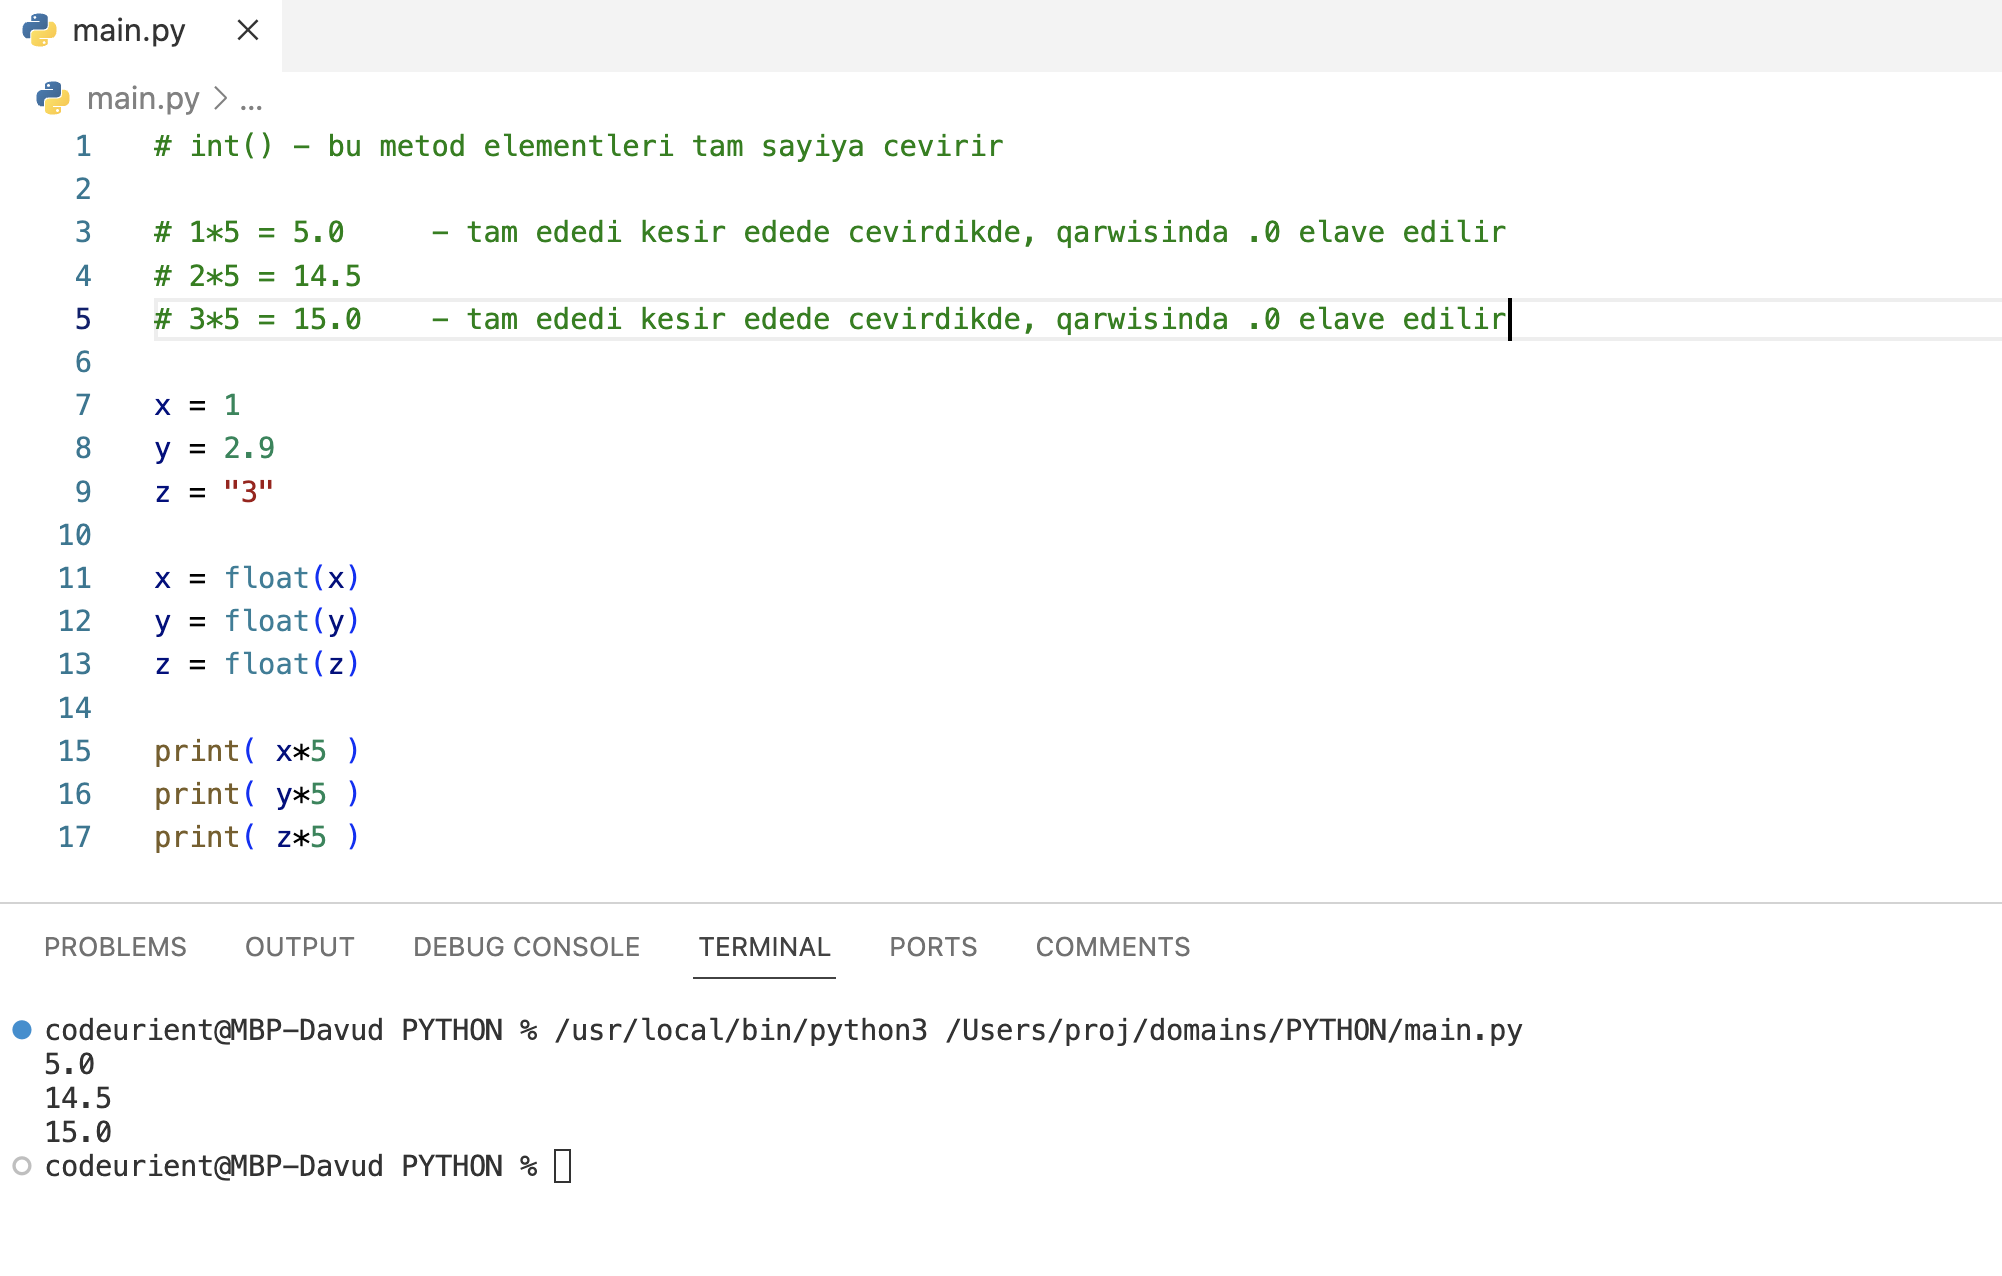 main.py
main.py > ...
1 # int() - bu metod elementleri tam sayiya cevirir
2
3 # 1*5 = 5.0     - tam ededi kesir edede cevirdikde, qarwisinda .0 elave edilir
4 # 2*5 = 14.5
5 # 3*5 = 15.0    - tam ededi kesir edede cevirdikde, qarwisinda .0 elave edilir
6
7 x = 1
8 y = 2.9
9 z = "3"
10
11 x = float(x)
12 y = float(y)
13 z = float(z)
14
15 print( x*5 )
16 print( y*5 )
17 print( z*5 )
PROBLEMS OUTPUT DEBUG CONSOLE TERMINAL PORTS COMMENTS
codeurient@MBP-Davud PYTHON % /usr/local/bin/python3 /Users/proj/domains/PYTHON/main.py
5.0
14.5
15.0
codeurient@MBP-Davud PYTHON %